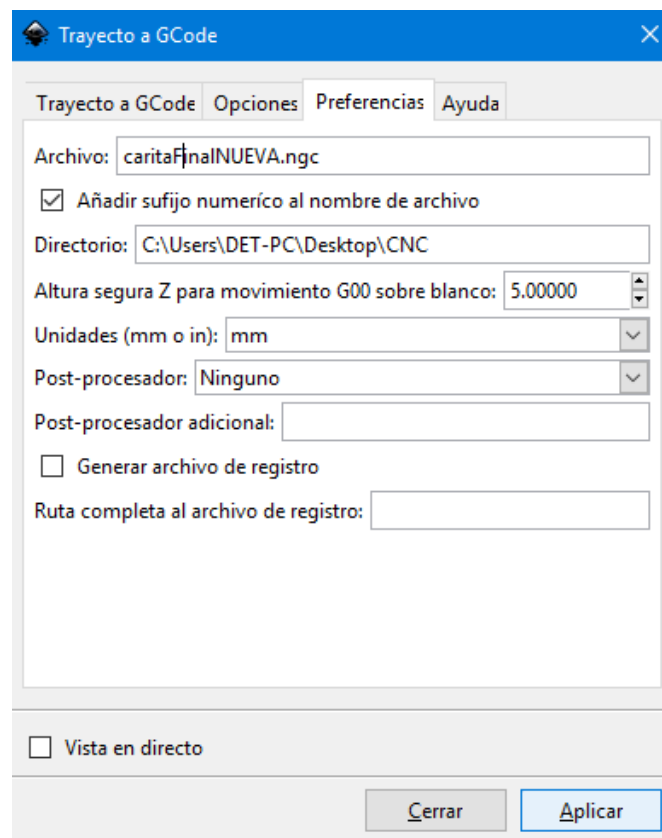 Trayecto a GCode
Trayecto a GCode Opciones Preferencias Ayuda
Archivo: caritaFinalNUEVA.ngc
Añadir sufijo numeríco al nombre de archivo
Directorio: C:\Users\DET-PC\Desktop\CNC
Altura segura Z para movimiento G00 sobre blanco: 5.00000
Unidades (mm o in): mm
Post-procesador: Ninguno
Post-procesador adicional:
Generar archivo de registro
Ruta completa al archivo de registro:
Vista en directo
Cerrar Aplicar